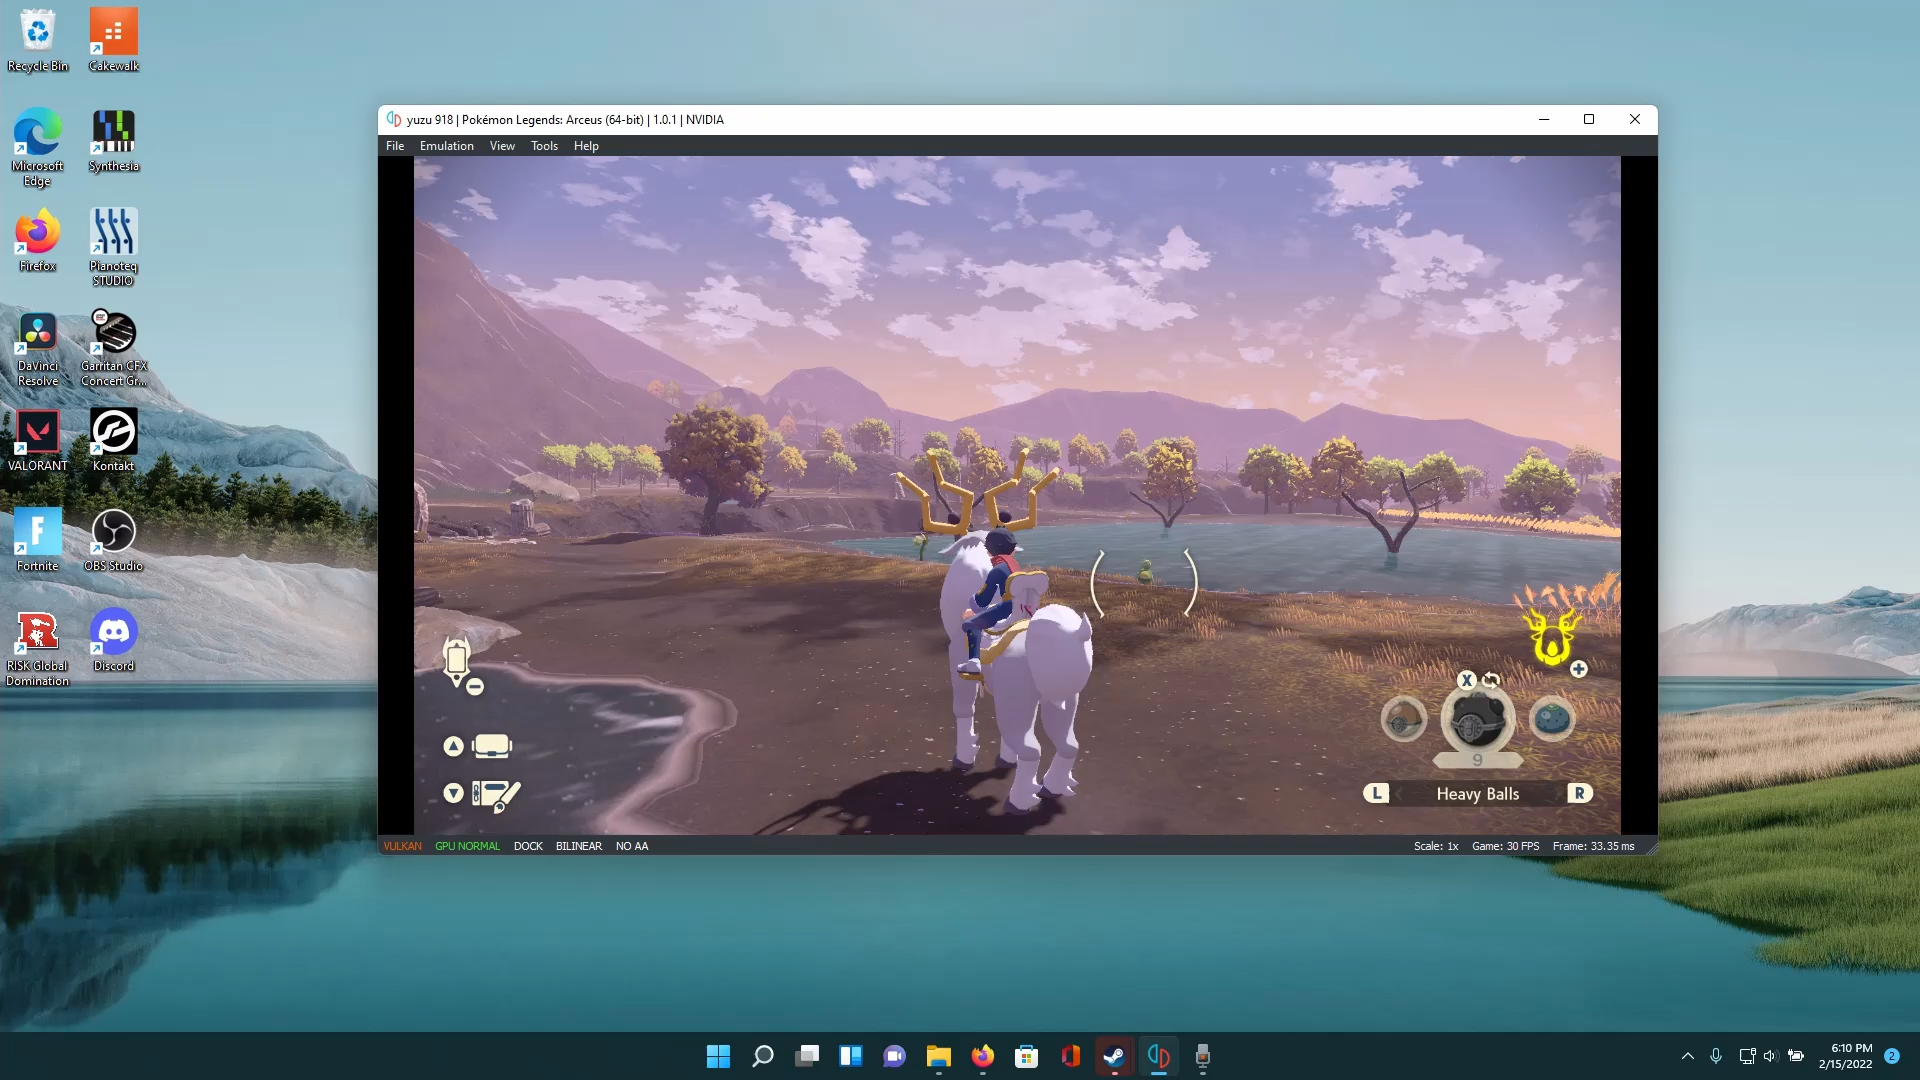 Recycle Bin
Cakewalk
Microsoft
Edge
Synthesia
Firefox
Pianoteq
STUDIO
DaVinci
Resolve
Garritan CFX
Concert Gr...
VALORANT
Kontakt
Fortnite
OBS Studio
RISK Global
Domination
Discord
yuzu 918 | Pokémon Legends: Arceus (64-bit) | 1.0.1 | NVIDIA
File Emulation View Tools Help
X
9
L Heavy Balls R
VULKAN GPU NORMAL DOCK BILINEAR NO AA Scale: 1x Game: 30 FPS Frame: 33.35 ms
6:10 PM
2/15/2022
2